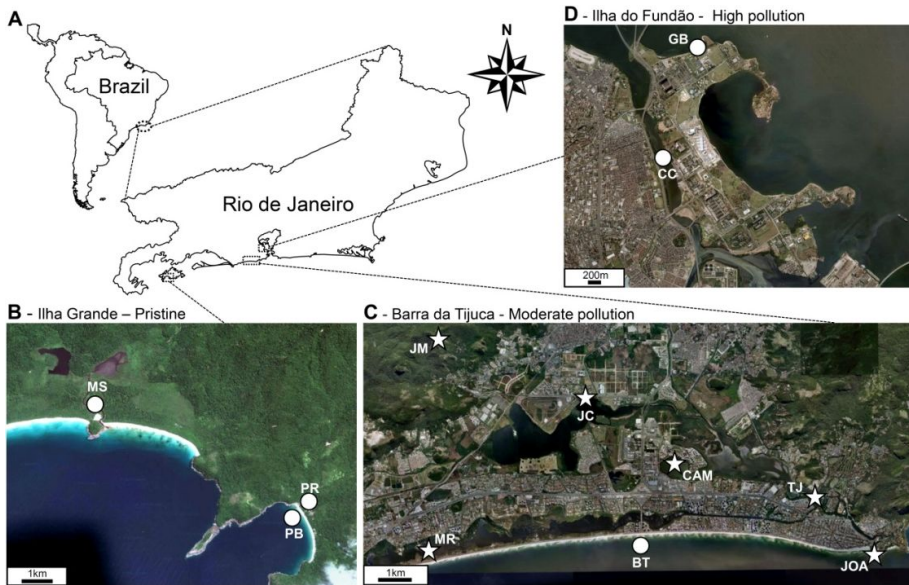 A
Brazil
N
Rio de Janeiro
D - Ilha do Fundão - High pollution
GB
CC
200m
B - Ilha Grande – Pristine
MS
PR
PB
1km
C - Barra da Tijuca - Moderate pollution
JM
JC
CAM
TJ
MR
BT
JOA
1km